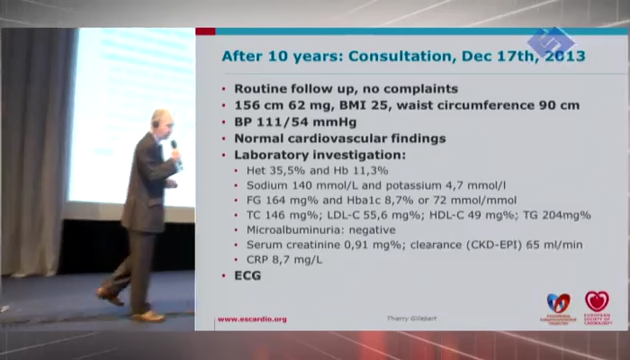 After 10 years: Consultation, Dec 17th, 2013
Routine follow up, no complaints
156 cm 62 mg, BMI 25, waist circumference 90 cm
BP 111/54 mmHg
Normal cardiovascular findings
Laboratory investigation:
Het 35,5% and Hb 11,3%
Sodium 140 mmol/L and potassium 4,7 mmol/l
FG 164 mg% and Hba1c 8,7% or 72 mmol/mmol
TC 146 mg%; LDL-C 55,6 mg%; HDL-C 49 mg%; TG 204mg%
Microalbuminuria: negative
Serum creatinine 0,91 mg%; clearance (CKD-EPI) 65 ml/min
CRP 8,7 mg/L
ECG
www.escardio.org
Thierry Gillebert
EUROPEAN SOCIETY OF CARDIOLOGY